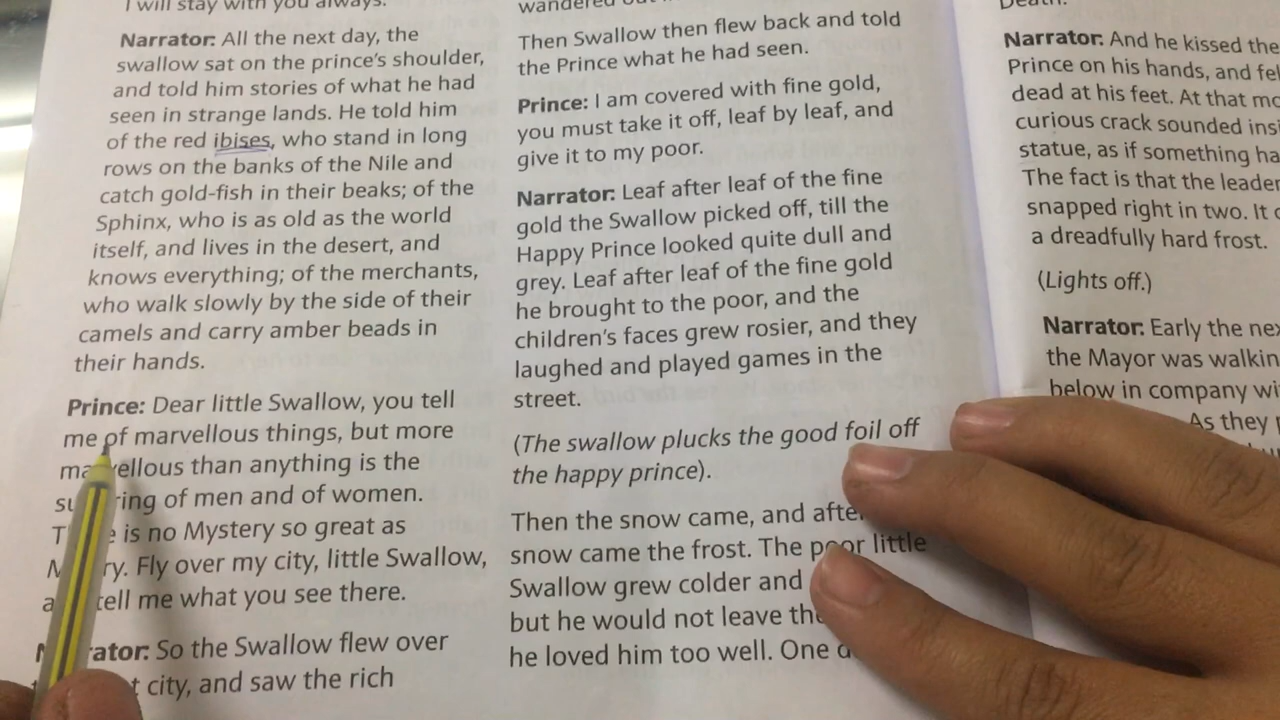 I will stay with you always.
Narrator: All the next day, the
swallow sat on the prince's shoulder,
and told him stories of what he had
seen in strange lands. He told him
of the red ibises, who stand in long
rows on the banks of the Nile and
catch gold-fish in their beaks; of the
Sphinx, who is as old as the world
itself, and lives in the desert, and
knows everything; of the merchants,
who walk slowly by the side of their
camels and carry amber beads in
their hands.
Prince: Dear little Swallow, you tell
me of marvellous things, but more
than anything is the
of men and of women.
is no Mystery so great as
Fly over my city, little Swallow,
tell me what you see there.
So the Swallow flew over
city, and saw the rich
wandered
Then Swallow then flew back and told
the Prince what he had seen.
Prince: I am covered with fine gold,
you must take it off, leaf by leaf, and
give it to my poor.
Narrator: Leaf after leaf of the fine
gold the Swallow picked off, till the
Happy Prince looked quite dull and
grey. Leaf after leaf of the fine gold
he brought to the poor, and the
children's faces grew rosier, and they
laughed and played games in the
street.
(The swallow plucks the good foil off
the happy prince).
Then the snow came, and after
snow came the frost. The poor little
Swallow grew colder and
but he would not leave
he loved him too well. One
Death.
Narrator: And he kissed the
Prince on his hands, and
dead at his feet. At that
curious crack sounded
statue, as if something
The fact is that the
snapped right in two. It
a dreadfully hard frost.
(Lights off.)
Narrator: Early the
the Mayor was
below in company
As they